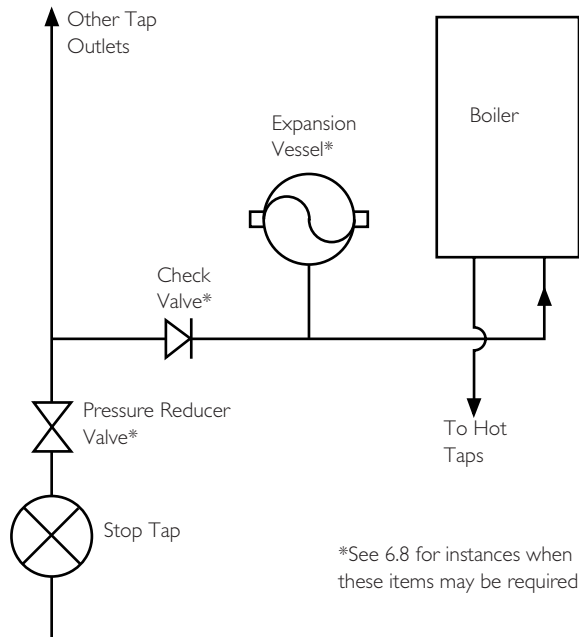 Other Tap
Outlets
Boiler
Expansion
Vessel*
Check
Valve*
Pressure Reducer
Valve*
To Hot
Taps
Stop Tap
*See 6.8 for instances when
these items may be required